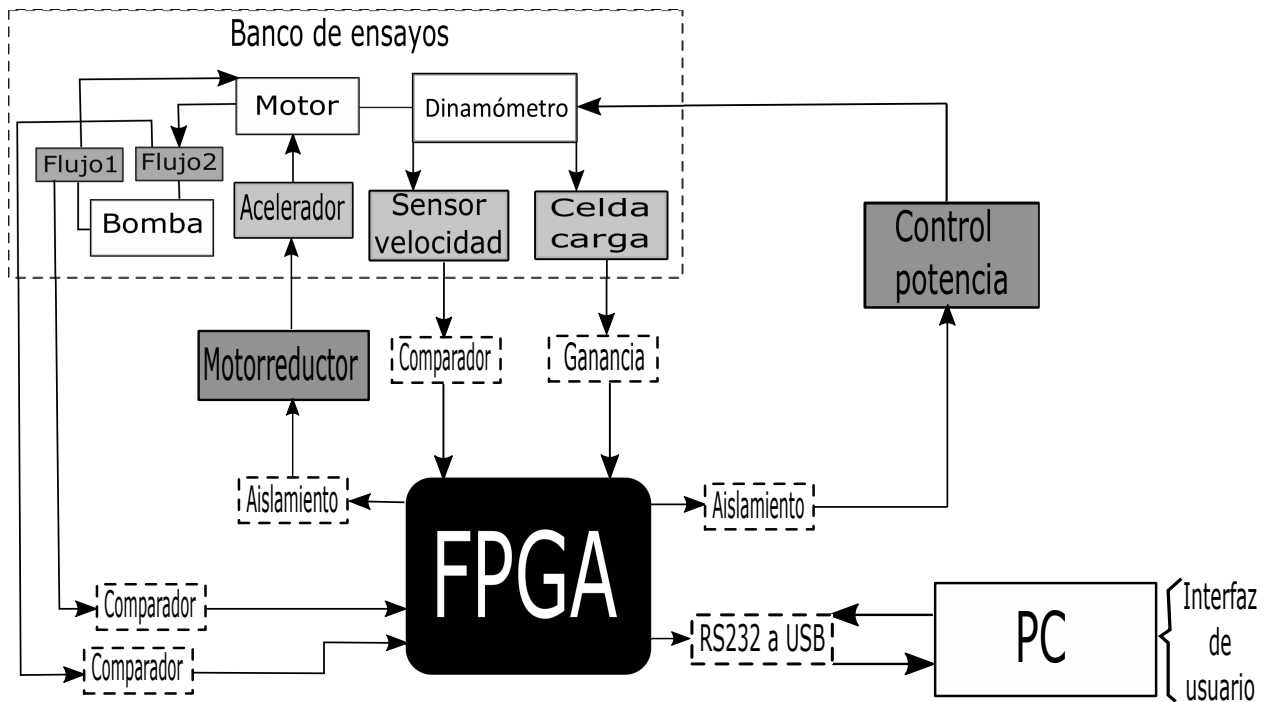 Banco de ensayos
Motor
Dinamómetro
Flujo1
Flujo2
Bomba
Acelerador
Sensor
velocidad
Celda
carga
Control
potencia
Motorreductor
Comparador
Ganancia
Aislamiento
FPGA
Aislamiento
Comparador
Comparador
RS232 a USB
PC
Interfaz
de
usuario